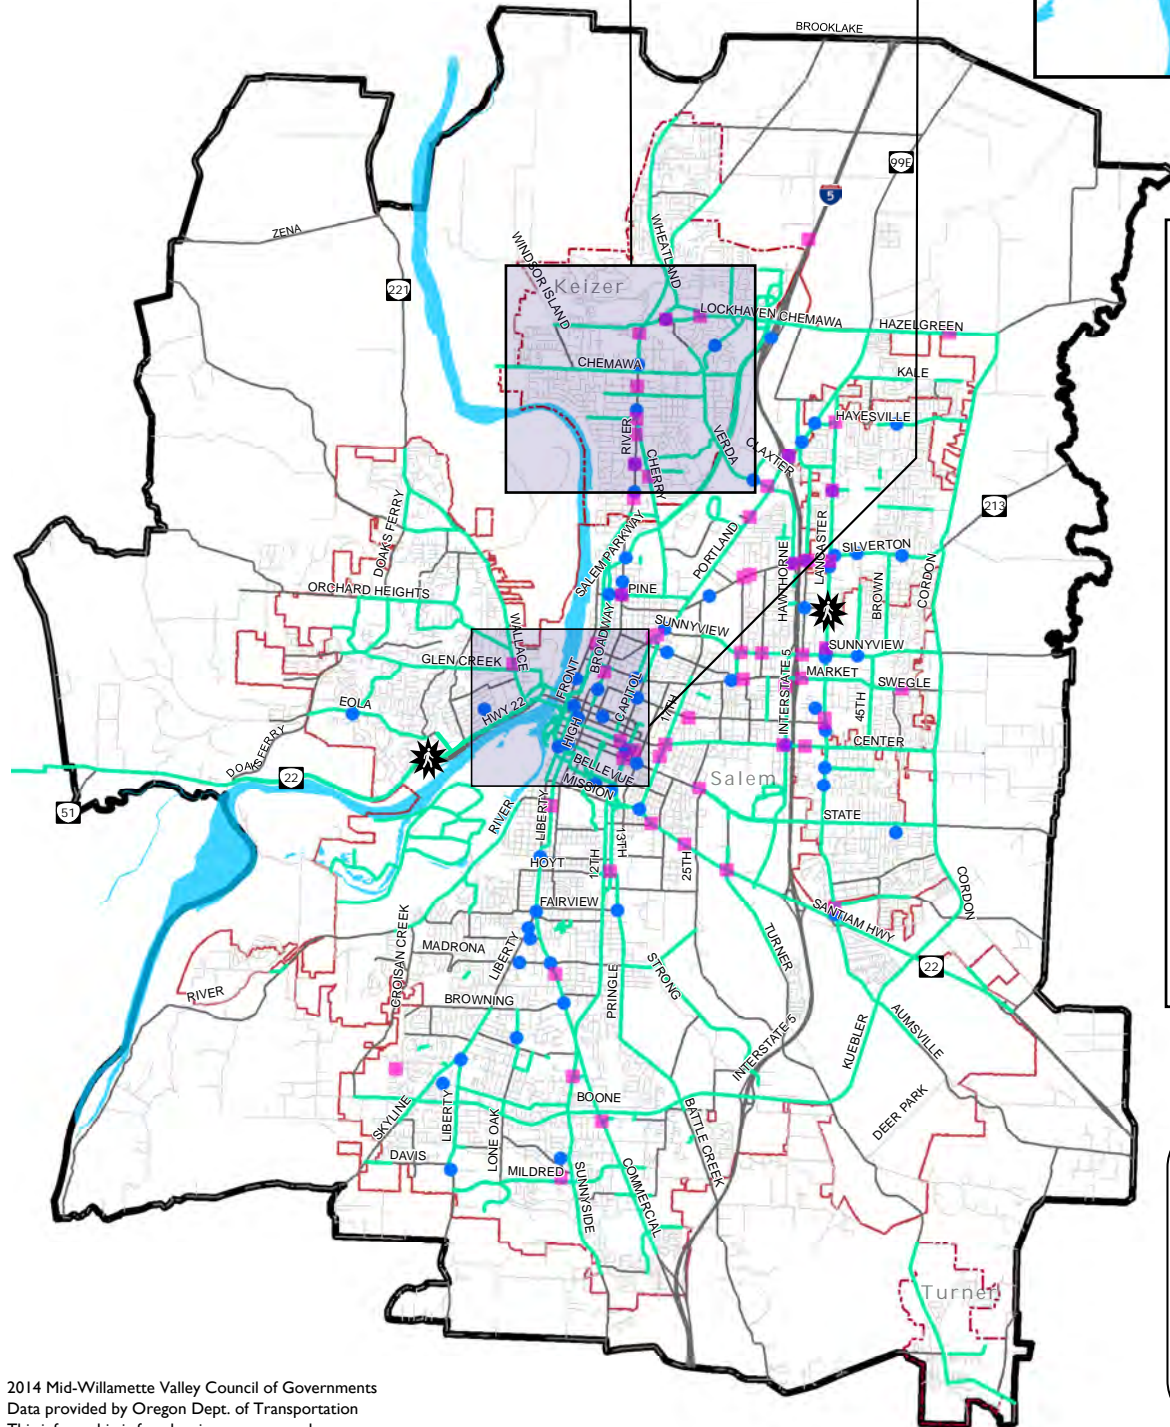 BROOKLAKE
99E
5
ZENA
WHEATLAND
WINDSOR ISLAND
221
Keizer
LOCKHAVEN CHEMAWA
HAZELGREEN
CHEMAWA
KALE
HAYESVILLE
RIVER
VERDA
CLAXTER
CHERRY
213
DOAKS FERRY
SALEM PARKWAY
PORTLAND
LANCASTER
SILVERTON
HAWTHORNE
BROWN
CORDON
ORCHARD HEIGHTS
PINE
BROADWAY
WALLACE
SUNNYVIEW
SUNNYVIEW
GLEN CREEK
MARKET
SWEGLE
FRONT
CAPITOL
17TH
INTERSTATE 5
45TH
EOLA
HWY 22
HIGH
CENTER
DOAKS FERRY
22
BELLEVUE
MISSION
Salem
51
RIVER
LIBERTY
STATE
12TH
13TH
25TH
HOYT
CORDON
FAIRVIEW
SANTIAM HWY
CROISAN CREEK
MADRONA
LIBERTY
TURNER
STRONG
22
RIVER
BROWNING
PRINGLE
INTERSTATE 5
KUEBLER
AUMSVILLE
SKYLINE
LIBERTY
LONE OAK
BOONE
BATTLE CREEK
DEER PARK
DAVIS
MILDRED
SUNNYSIDE
COMMERCIAL
Turner
2014 Mid-Willamette Valley Council of Governments
Data provided by Oregon Dept. of Transportation